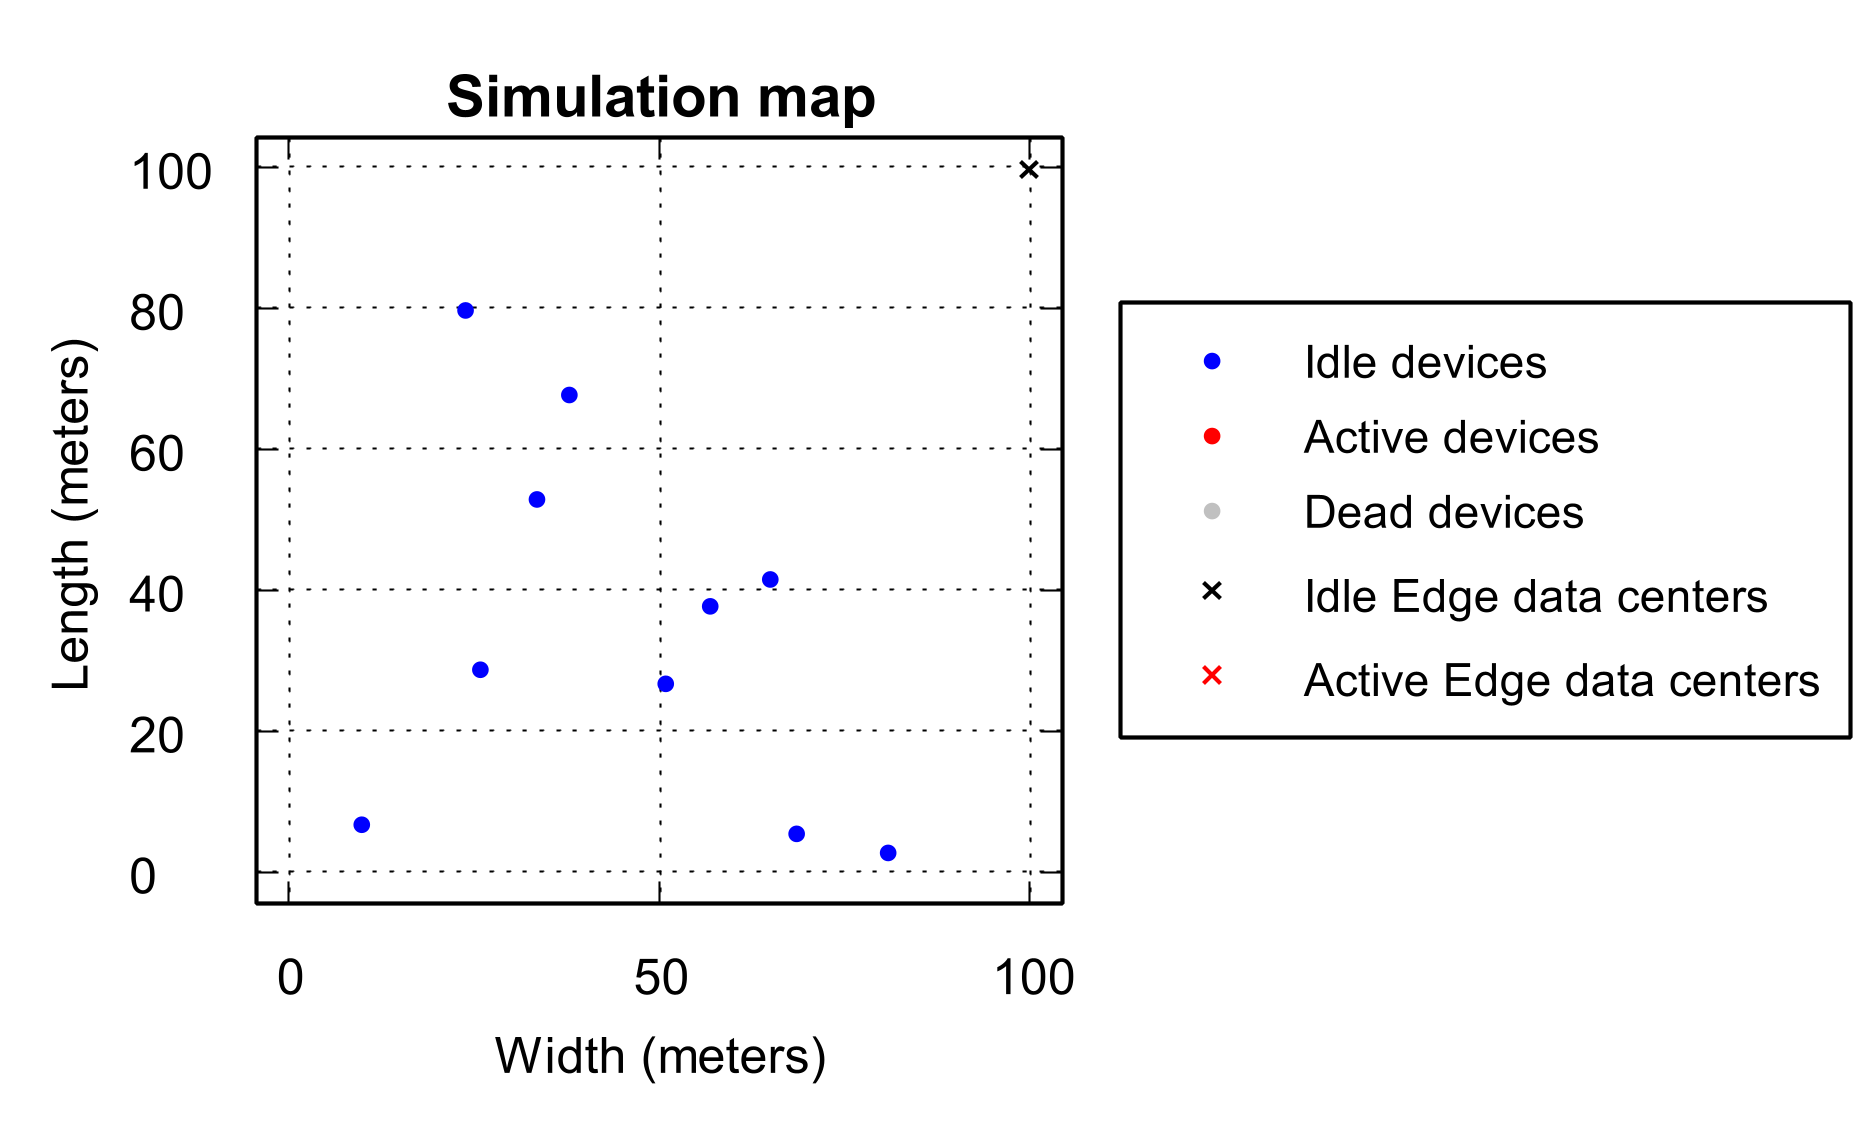 Simulation map
100
80
60
40
20
0
Length (meters)
0 50 100
Width (meters)
Idle devices
Active devices
Dead devices
Idle Edge data centers
Active Edge data centers